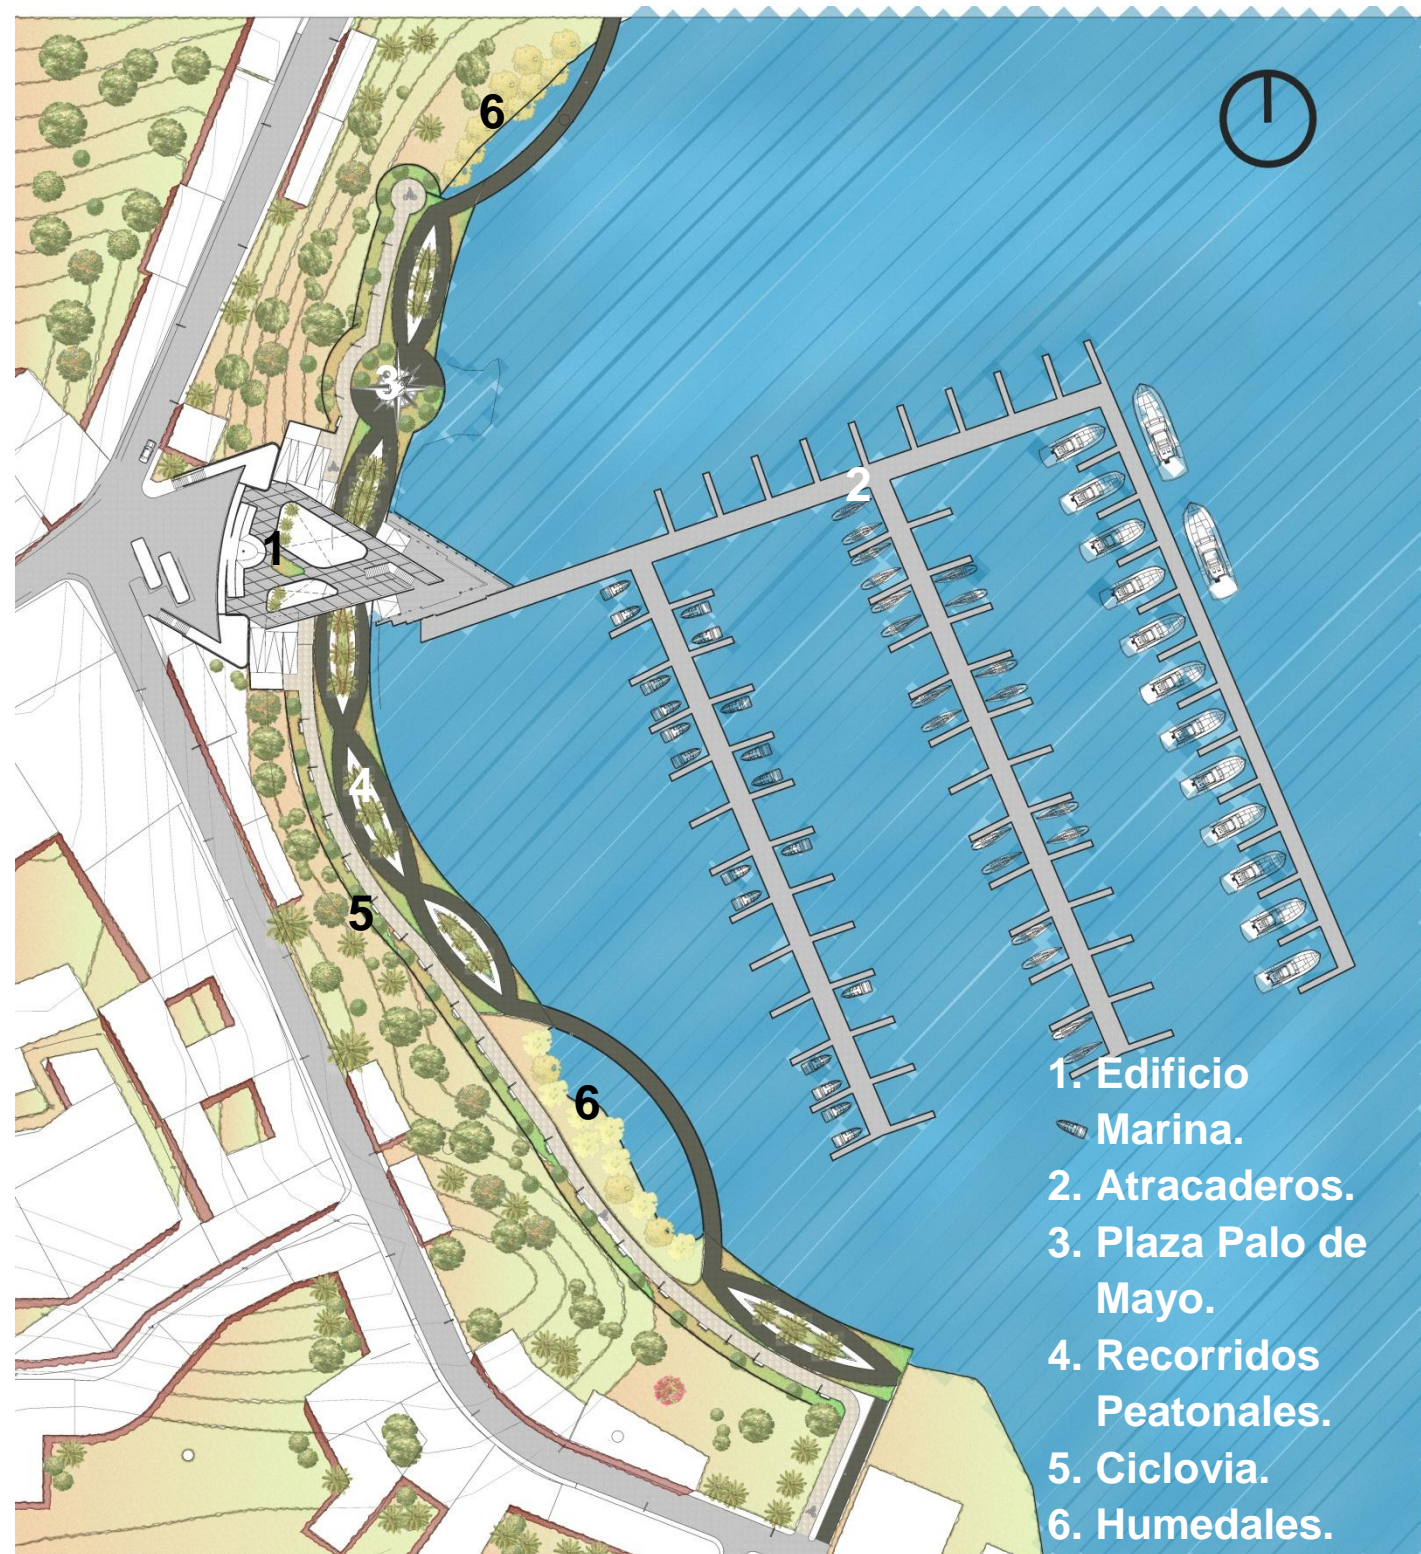 6
3
2
1
4
5
6
1. Edificio
Marina.
2. Atracaderos.
3. Plaza Palo de
Mayo.
4. Recorridos
Peatonales.
5. Ciclovia.
6. Humedales.